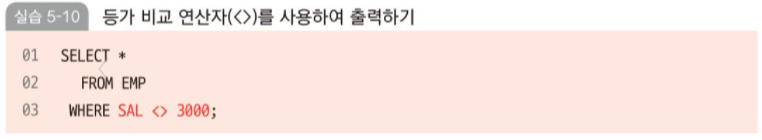 실습 5-10 등가 비교 연산자(<>)를 사용하여 출력하기
01 SELECT *
02 FROM EMP
03 WHERE SAL <> 3000;